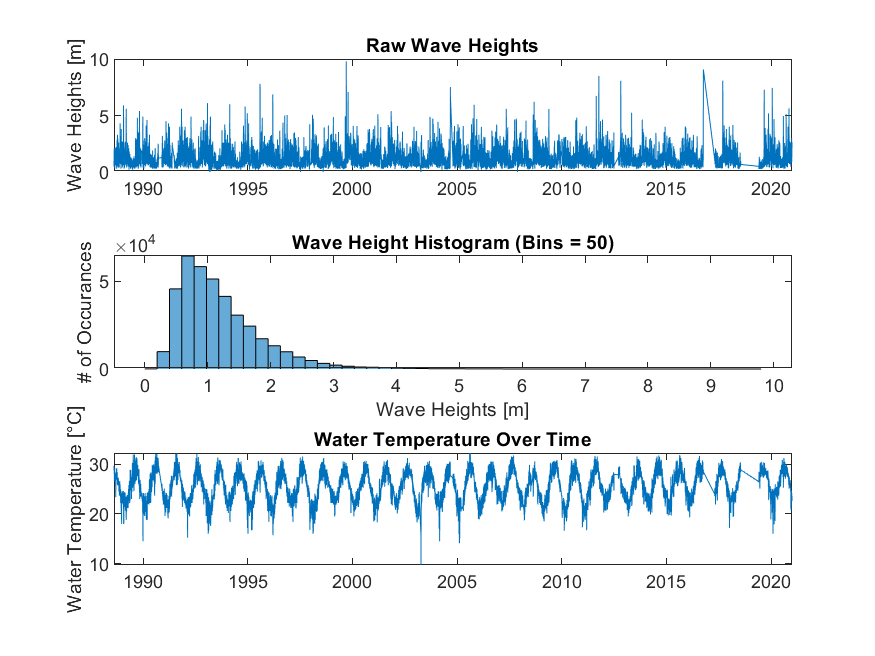 Raw Wave Heights
Wave Heights [m]
10
5
0
1990 1995 2000 2005 2010 2015 2020
Wave Height Histogram (Bins = 50)
×10⁴
# of Occurances
5
0
0 1 2 3 4 5 6 7 8 9 10
Wave Heights [m]
Water Temperature Over Time
Water Temperature [°C]
30
20
10
1990 1995 2000 2005 2010 2015 2020